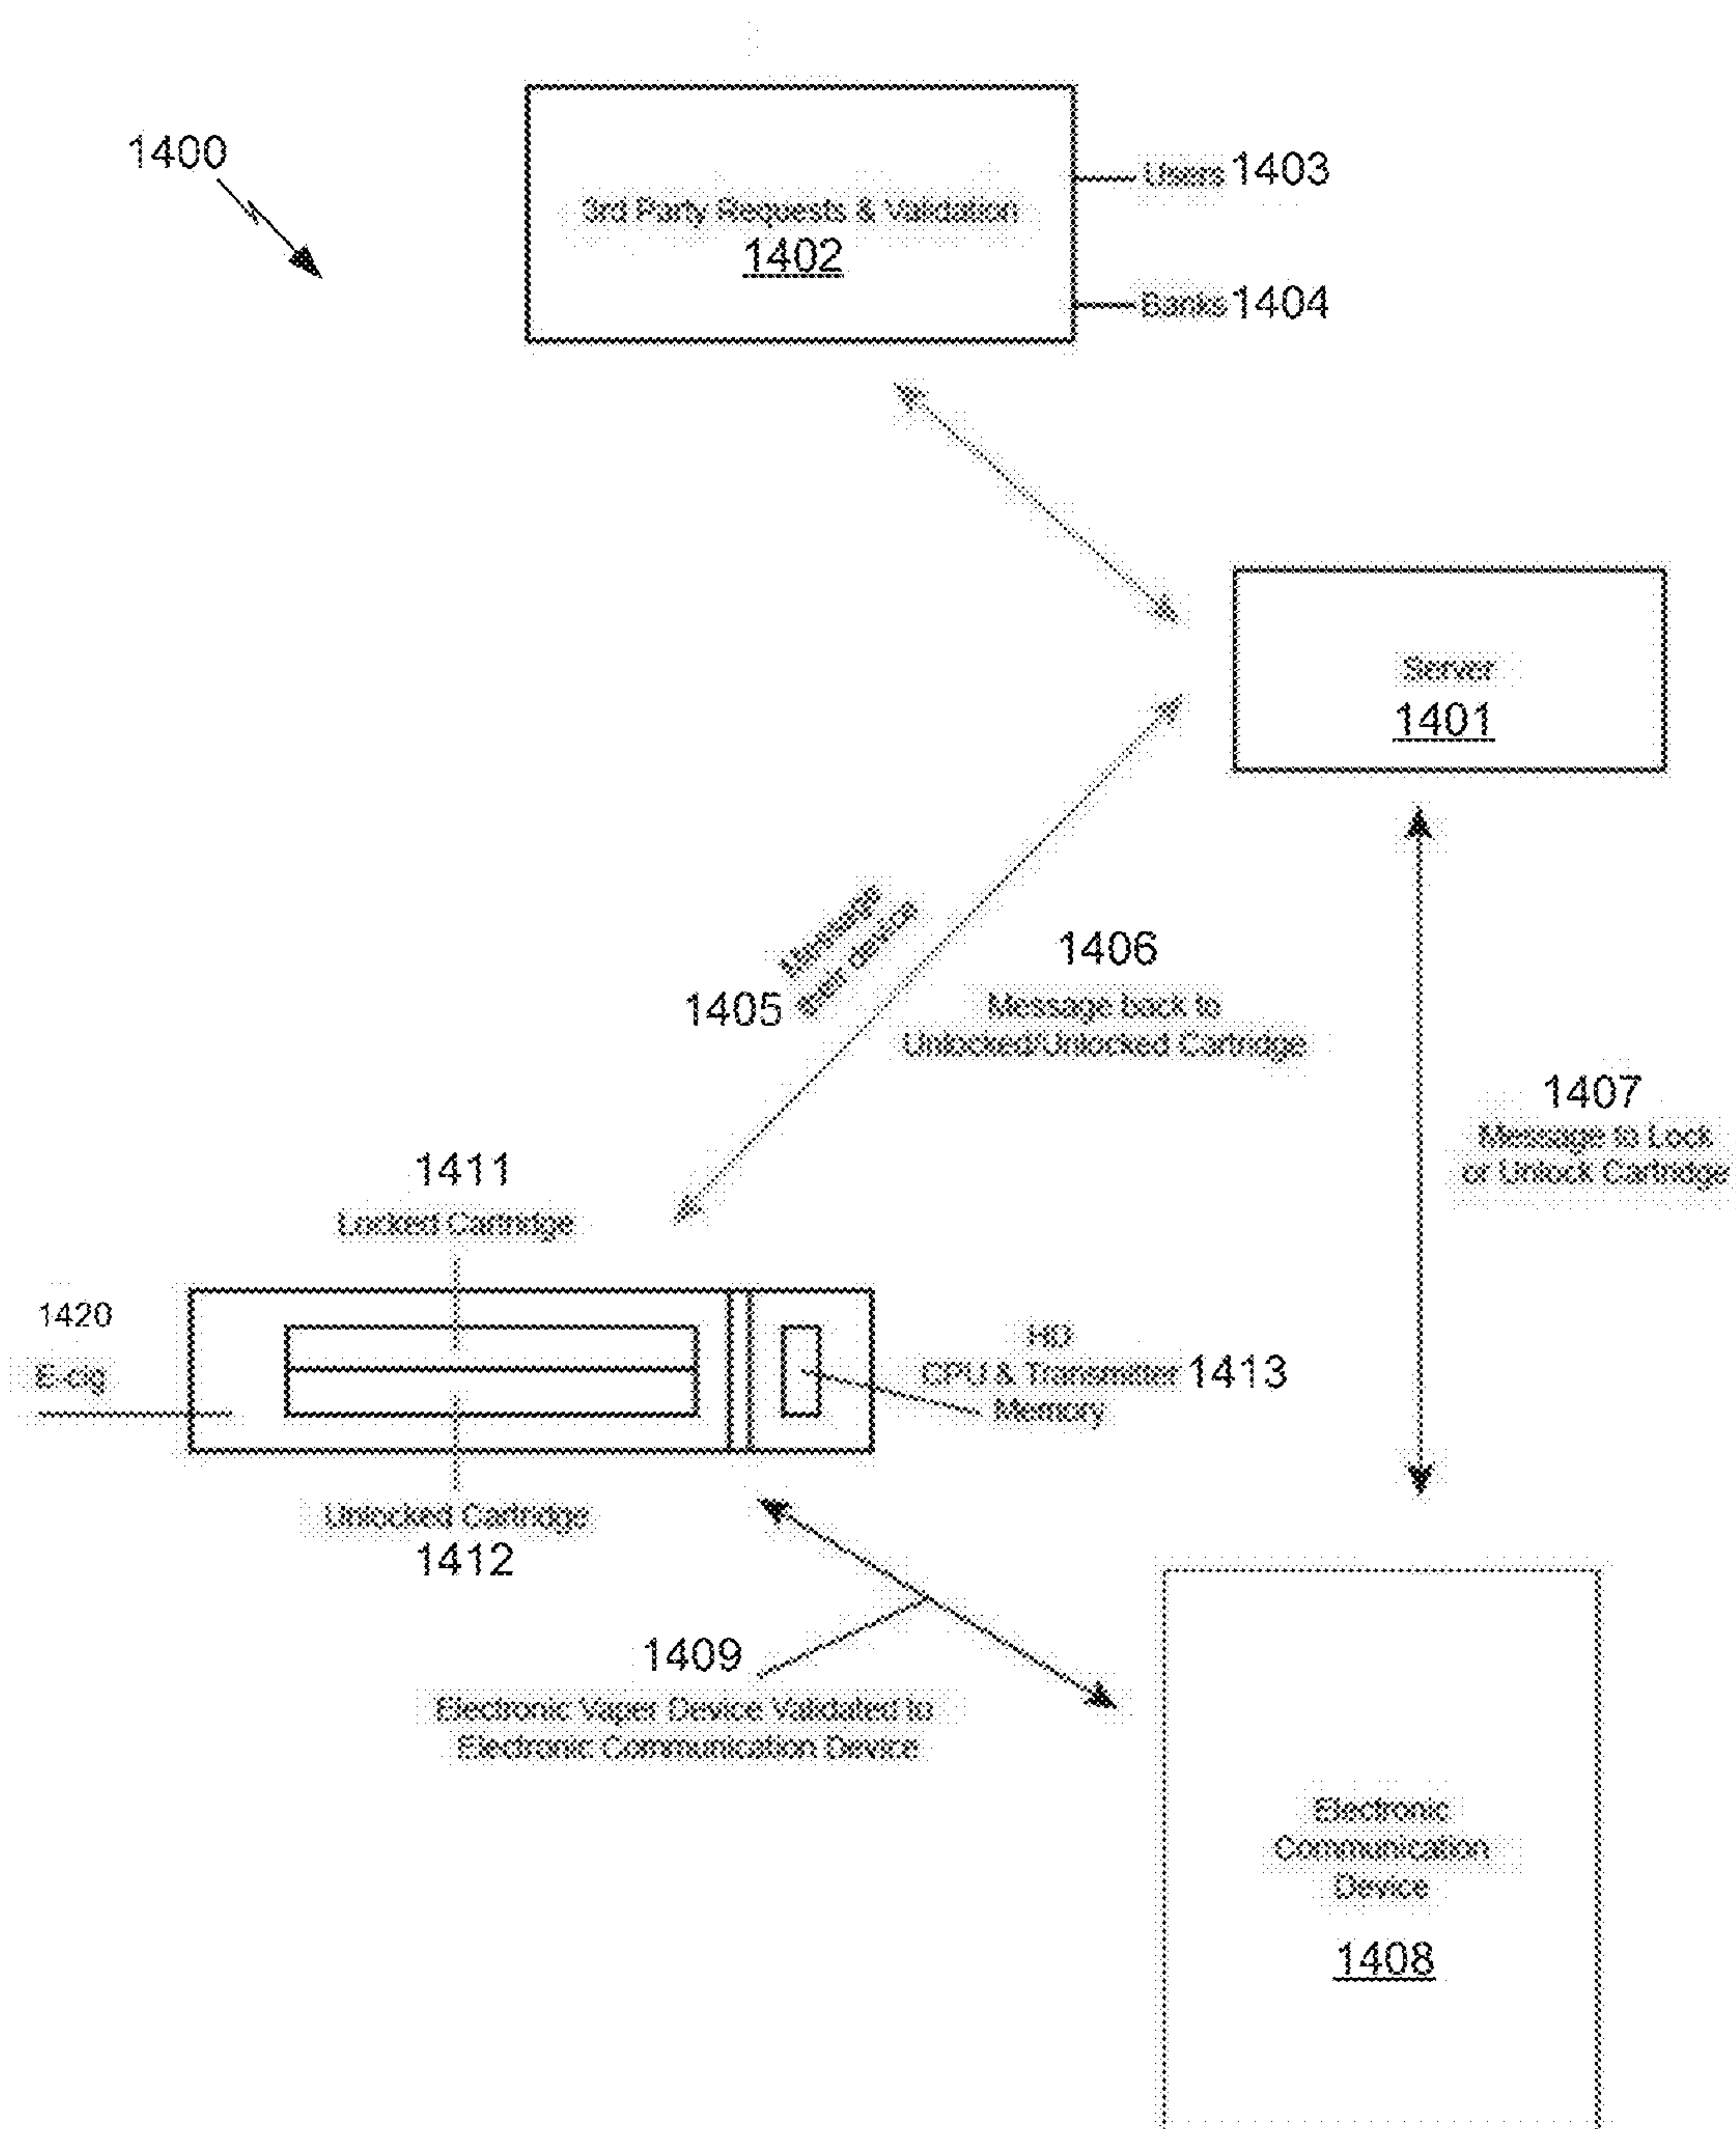 1400
3rd Party Requests & Validation
1402
Users 1403
Banks 1404
Server
1401
Message
from device
1405
1406
Message back to
Unlocked/Unlocked Cartridge
1407
Message to Lock
or Unlock Cartridge
1411
Locked Cartridge
1420
E-cig
HD
CPU & Transmitter 1413
Memory
Unlocked Cartridge
1412
1409
Electronic Vaper Device Validated to
Electronic Communication Device
Electronic
Communication
Device
1408